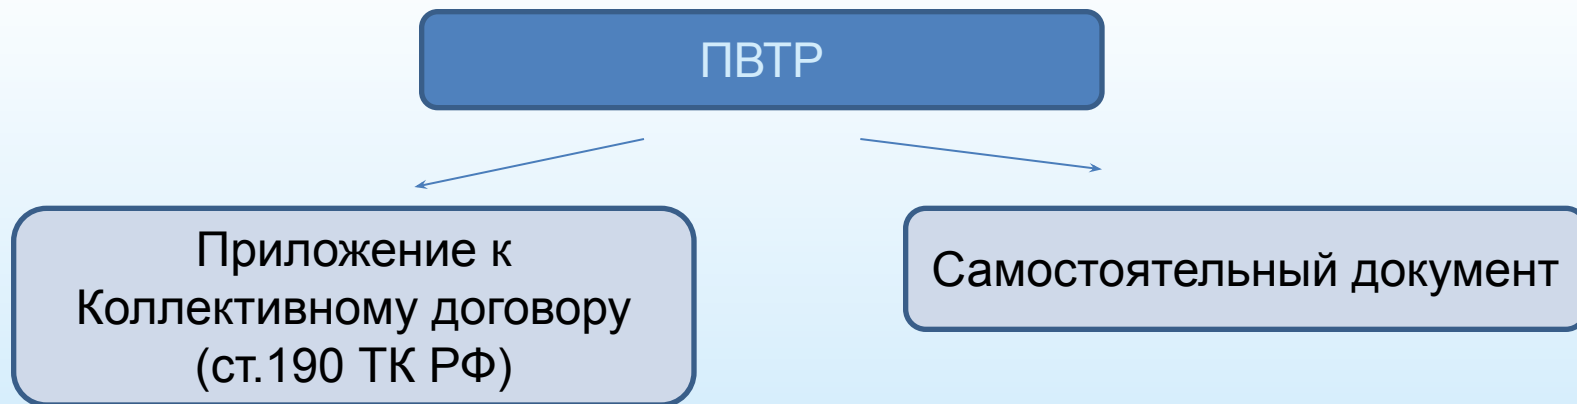 ПВТР
Приложение к
Коллективному договору
(ст.190 ТК РФ)
Самостоятельный документ